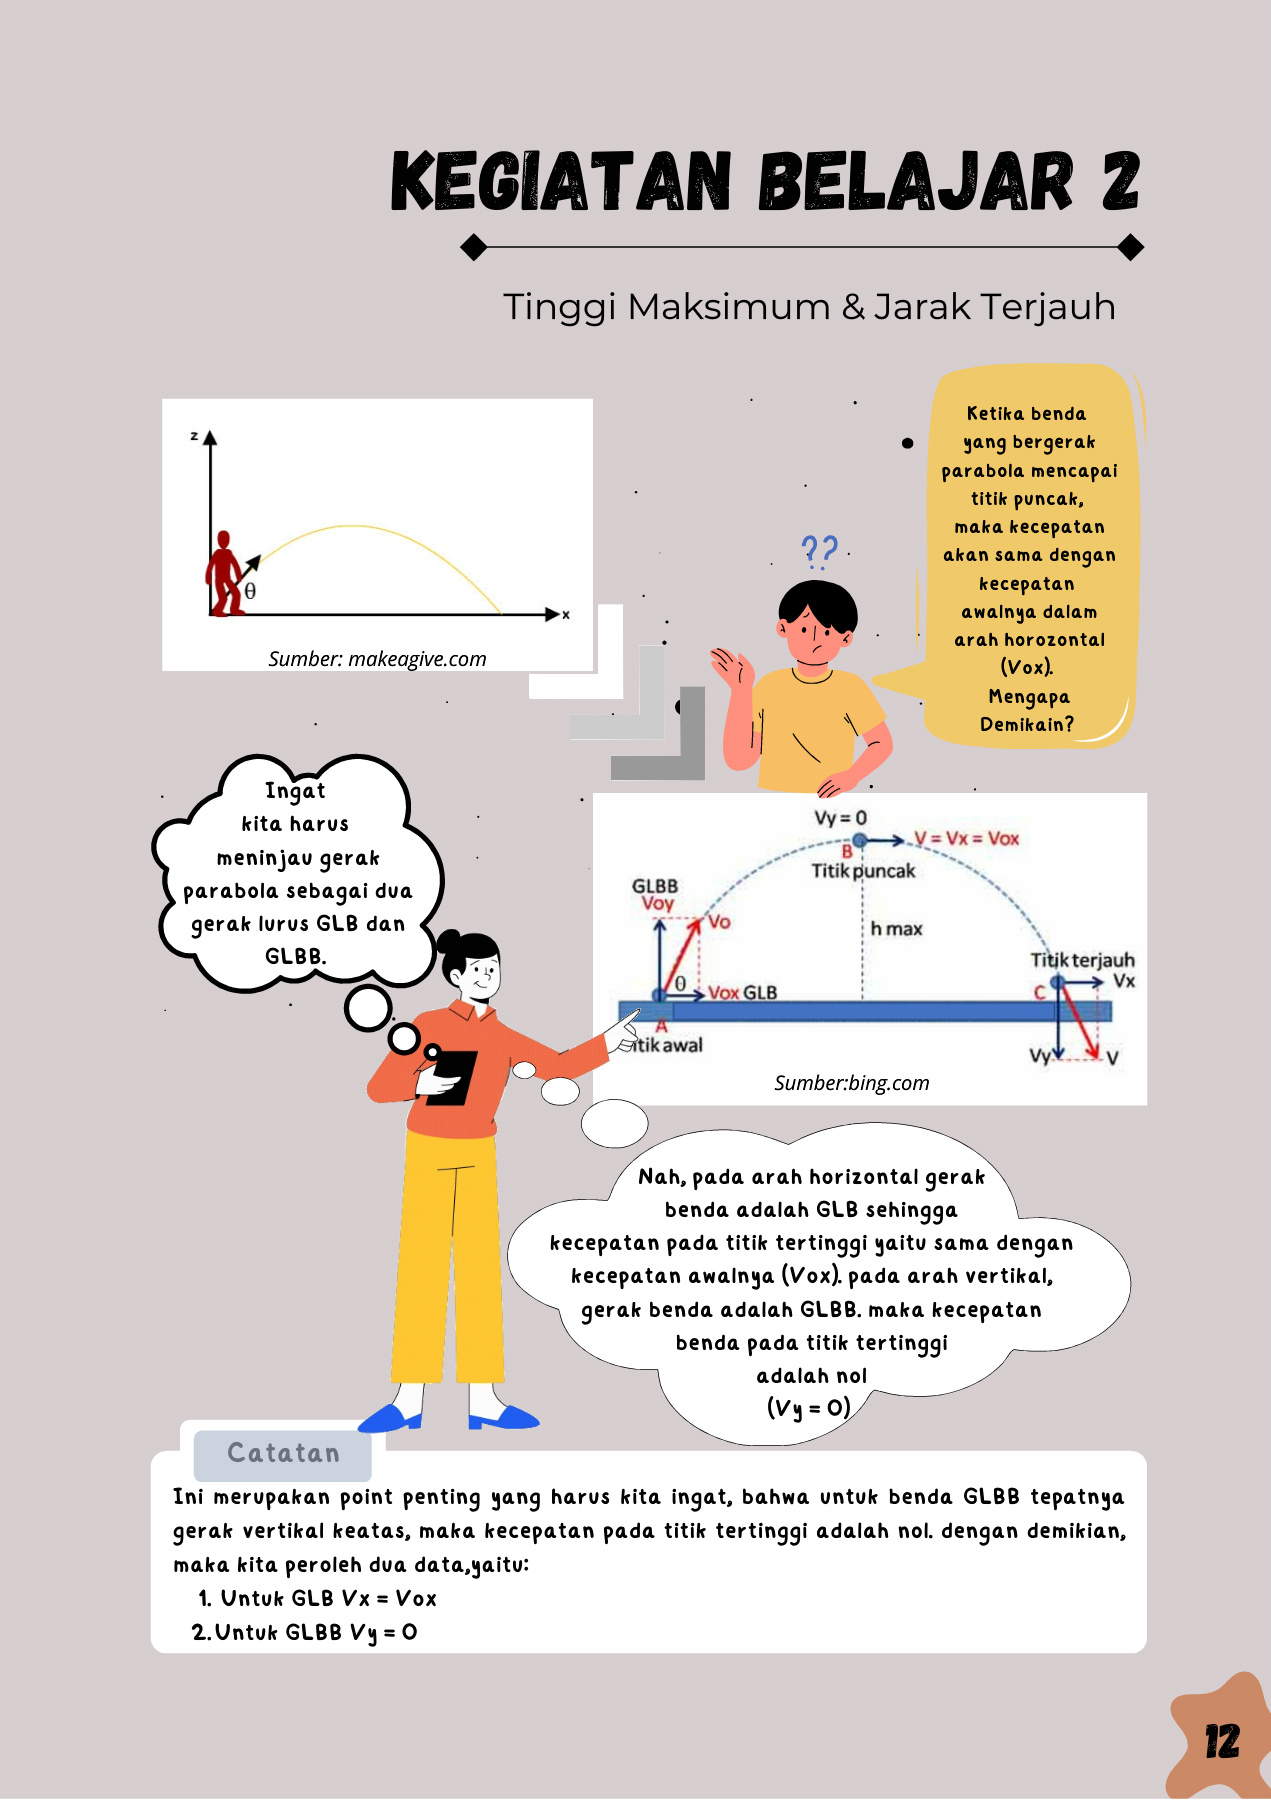 KEGIATAN BELAJAR 2
Tinggi Maksimum & Jarak Terjauh
z
θ
x
Sumber: makeagive.com
Ketika benda
yang bergerak
parabola mencapai
titik puncak,
maka kecepatan
akan sama dengan
kecepatan
awalnya dalam
arah horozontal
(Vox).
Mengapa
Demikain?
??
Ingat
kita harus
meninjau gerak
parabola sebagai dua
gerak lurus GLB dan
GLBB.
Vy = 0
B
V = Vx = Vox
Titik puncak
GLBB
Voy
Vo
h max
θ
Vox GLB
Titik terjauh
C
Vx
A
itik awal
Vy
V
Sumber:bing.com
Nah, pada arah horizontal gerak
benda adalah GLB sehingga
kecepatan pada titik tertinggi yaitu sama dengan
kecepatan awalnya (Vox). pada arah vertikal,
gerak benda adalah GLBB. maka kecepatan
benda pada titik tertinggi
adalah nol
(Vy = 0)
Catatan
Ini merupakan point penting yang harus kita ingat, bahwa untuk benda GLBB tepatnya
gerak vertikal keatas, maka kecepatan pada titik tertinggi adalah nol. dengan demikian,
maka kita peroleh dua data,yaitu:
1. Untuk GLB Vx = Vox
2. Untuk GLBB Vy = 0
12